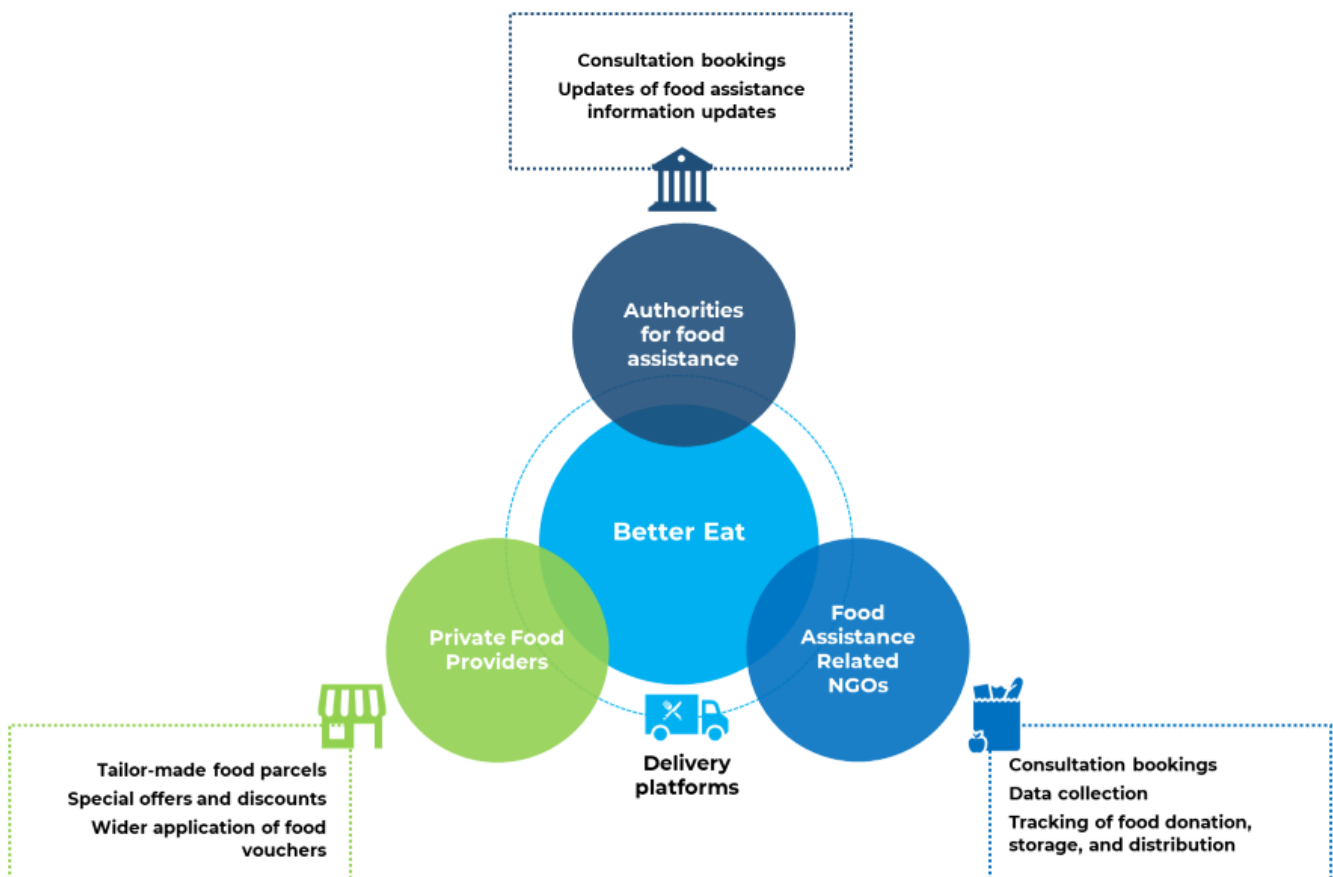 Consultation bookings
Updates of food assistance
information updates
Authorities
for food
assistance
Better Eat
Private Food
Providers
Food
Assistance
Related
NGOs
Delivery
platforms
Tailor-made food parcels
Special offers and discounts
Wider application of food
vouchers
Consultation bookings
Data collection
Tracking of food donation,
storage, and distribution